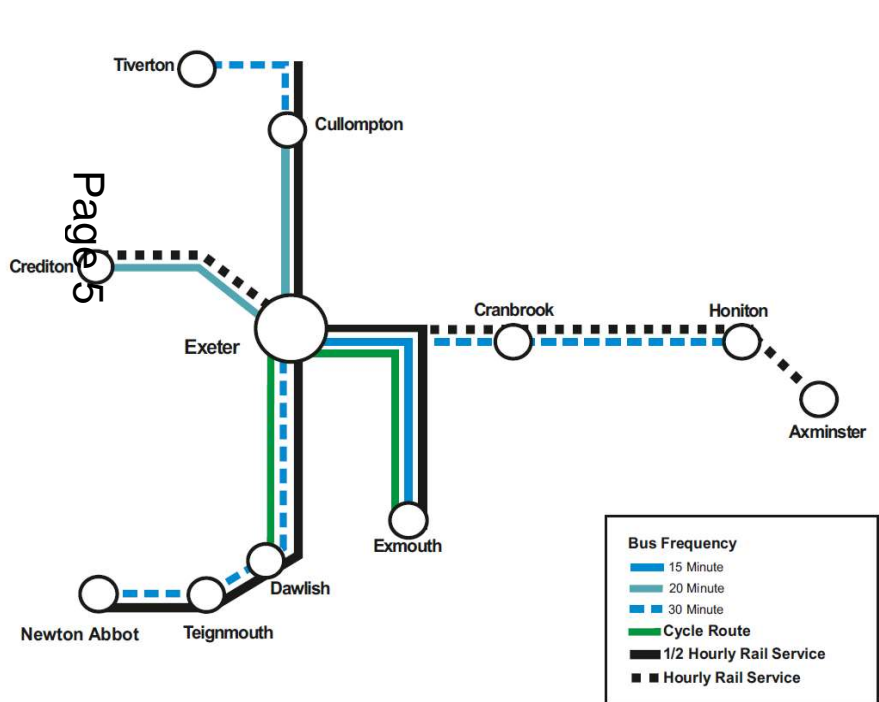 Tiverton
Cullompton
Page 5
Crediton
Exeter
Cranbrook
Honiton
Axminster
Exmouth
Dawlish
Newton Abbot
Teignmouth
Bus Frequency
15 Minute
20 Minute
30 Minute
Cycle Route
1/2 Hourly Rail Service
Hourly Rail Service